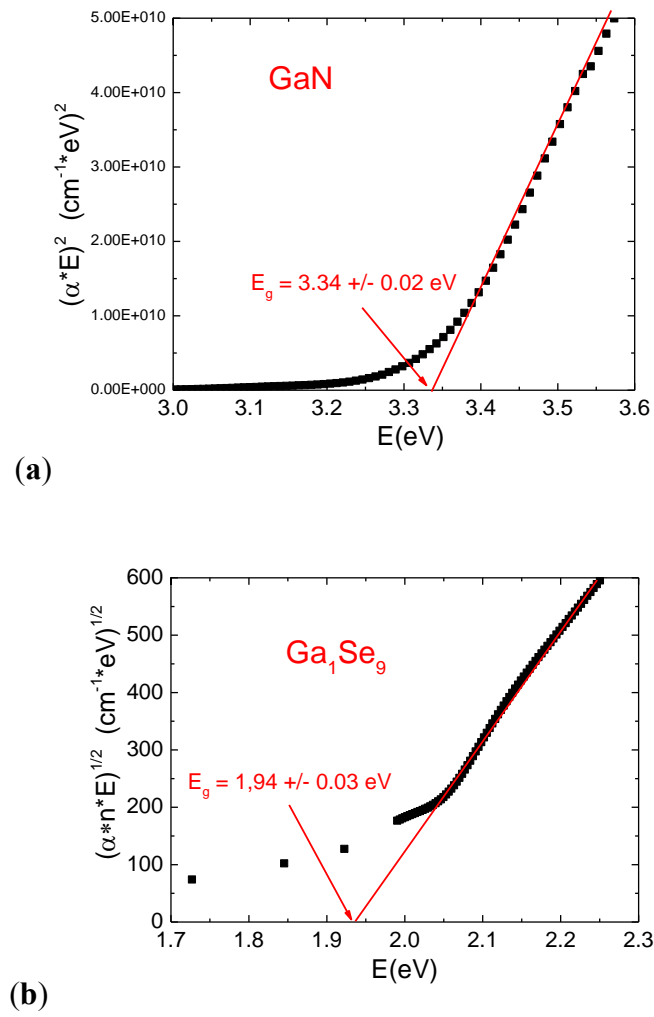 5.00E+010
4.00E+010
3.00E+010
2.00E+010
1.00E+010
0.00E+000
(α*E)² (cm⁻¹*eV)²
GaN
E_g = 3.34 +/- 0.02 eV
3.0 3.1 3.2 3.3 3.4 3.5 3.6
E(eV)
(a)
600
500
400
300
200
100
0
(α*n*E)^1/2 (cm⁻¹*eV)^1/2
Ga₁Se₉
E_g = 1,94 +/- 0.03 eV
1.7 1.8 1.9 2.0 2.1 2.2 2.3
E(eV)
(b)